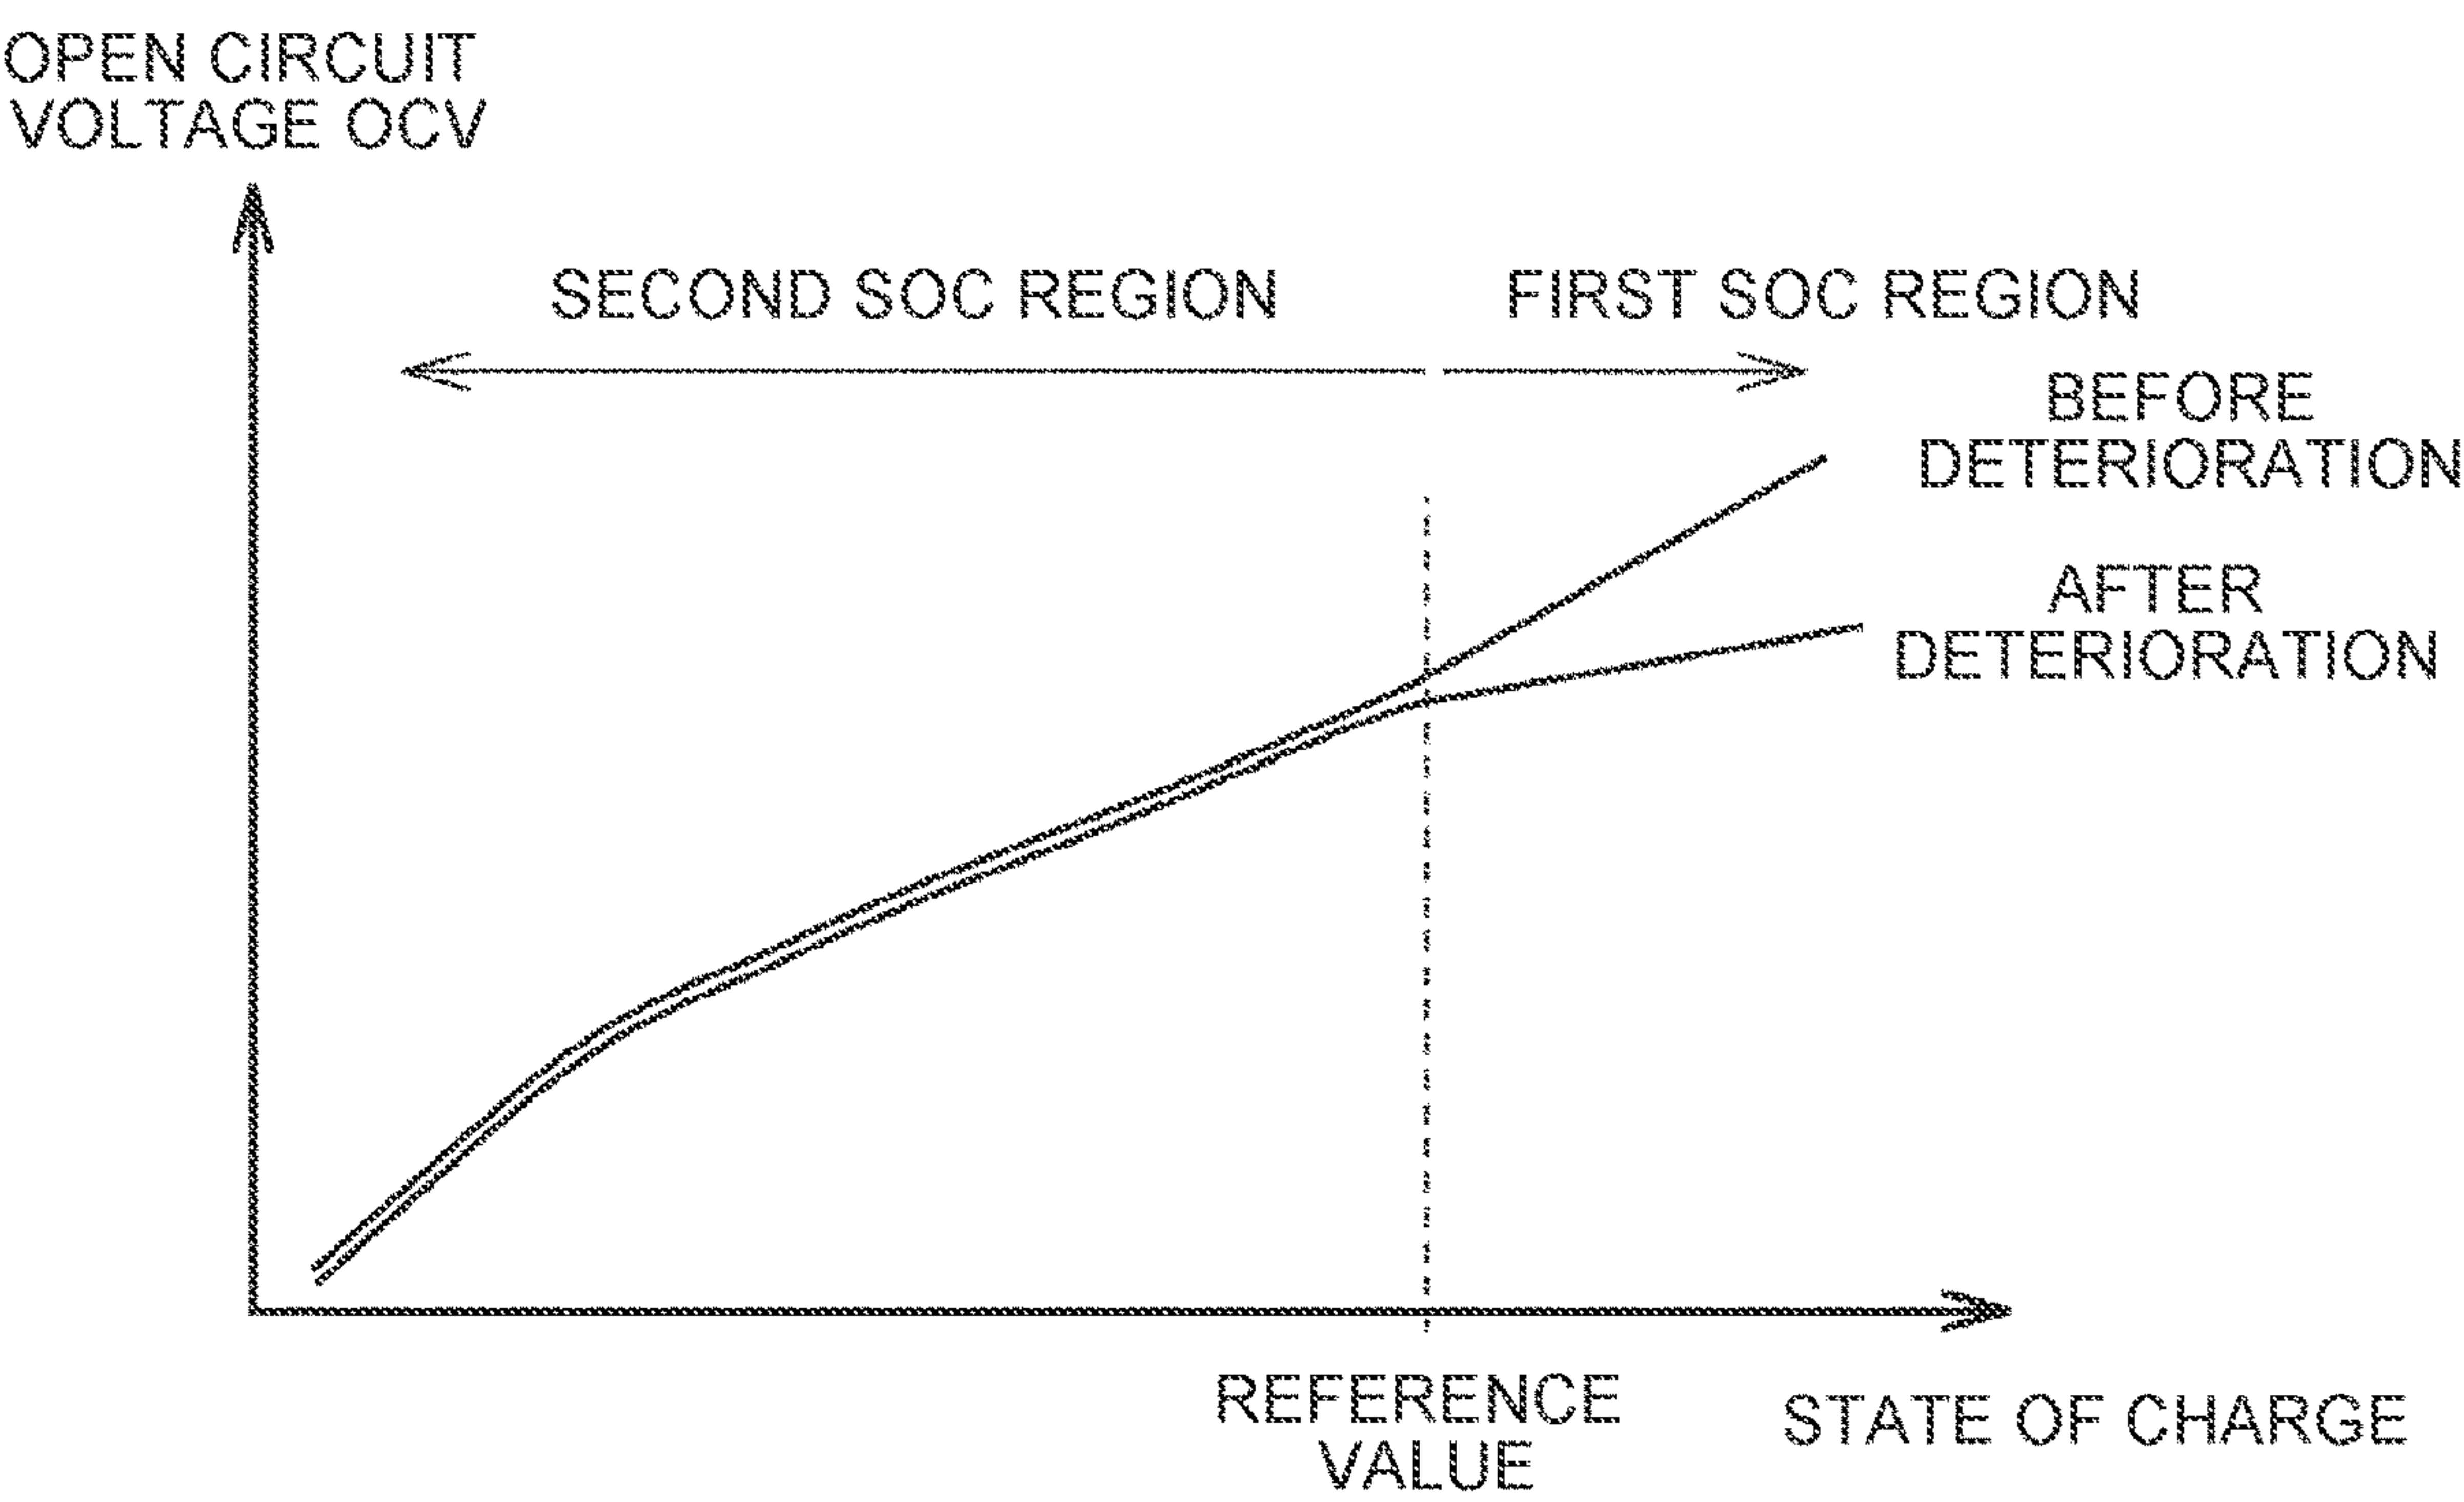 OPEN CIRCUIT
VOLTAGE OCV
SECOND SOC REGION
FIRST SOC REGION
BEFORE
DETERIORATION
AFTER
DETERIORATION
REFERENCE
VALUE
STATE OF CHARGE